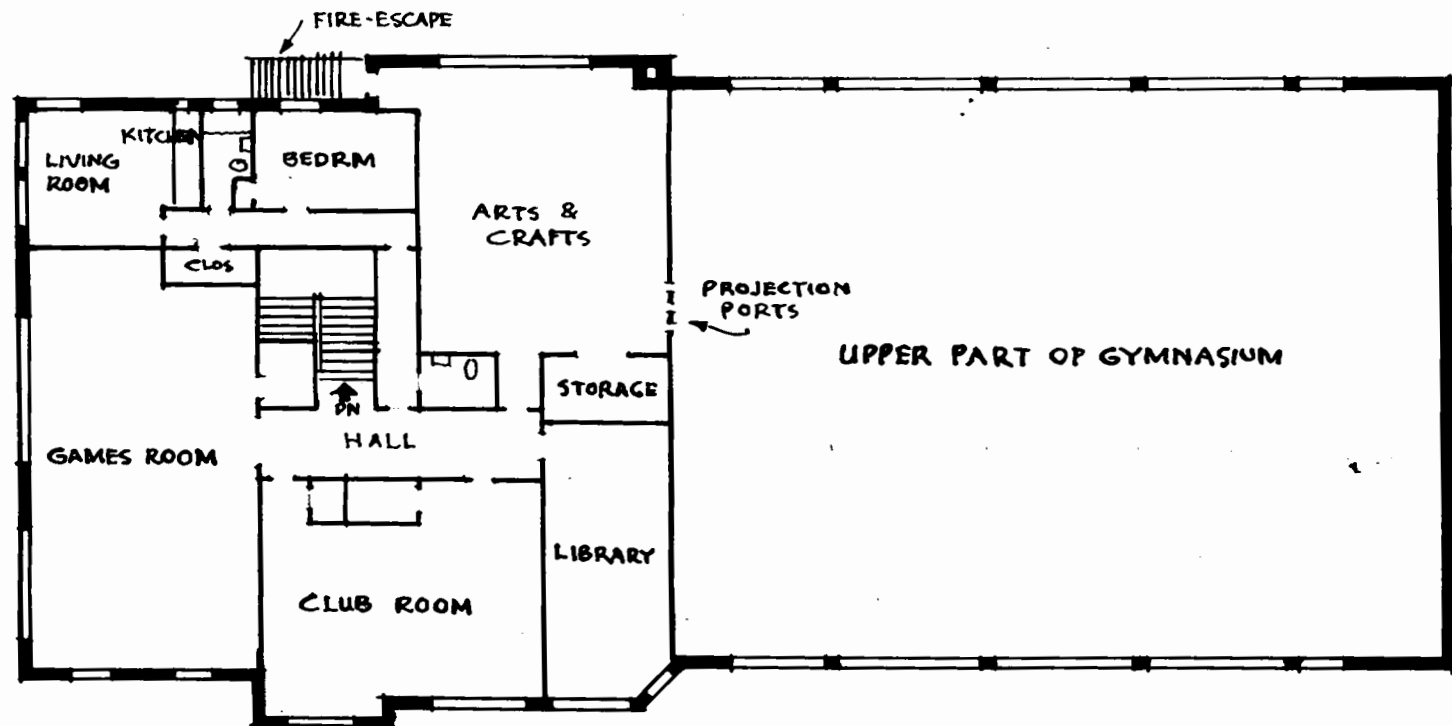 FIRE-ESCAPE
KITCHEN
LIVING
ROOM
BEDRM
ARTS &
CRAFTS
CLOS
PROJECTION
PORTS
UPPER PART OF GYMNASIUM
STORAGE
DN
HALL
GAMES ROOM
LIBRARY
CLUB ROOM